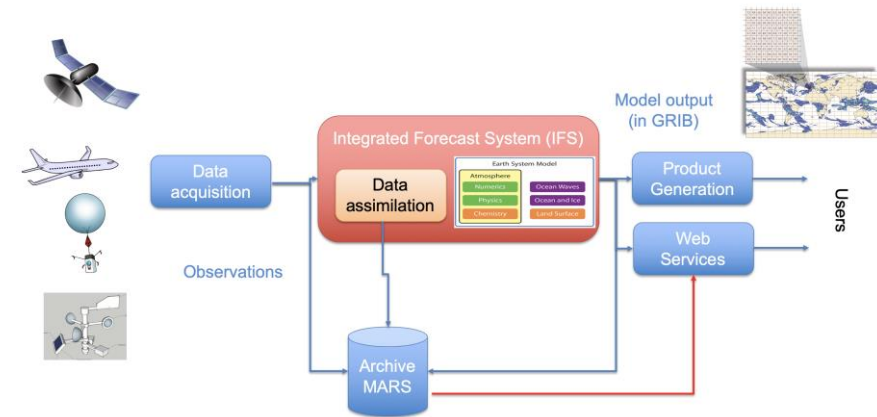 Model output
(in GRIB)
Integrated Forecast System (IFS)
Data
acquisition
Data
assimilation
Earth System Model
Atmosphere
Numerics
Physics
Chemistry
Ocean Waves
Ocean and Ice
Land Surface
Product
Generation
Web
Services
Users
Observations
Archive
MARS